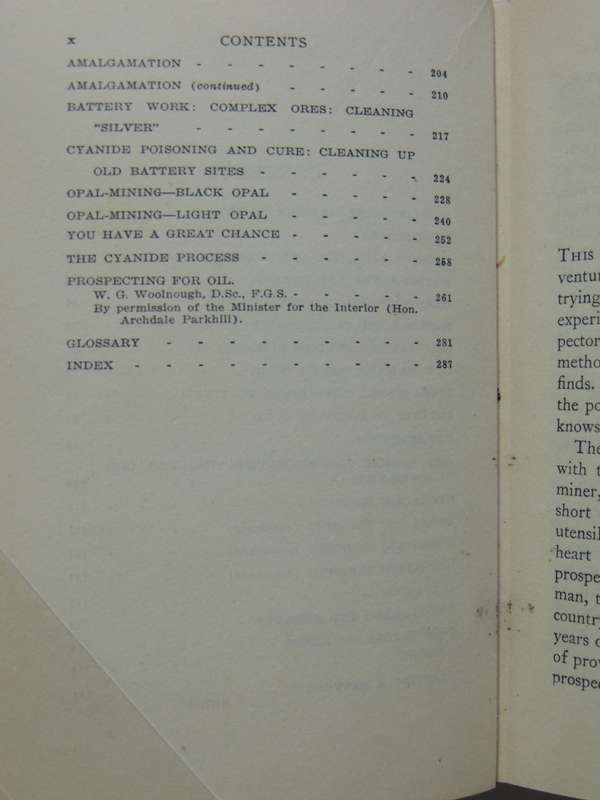 x CONTENTS
AMALGAMATION - - - - - - - 204
AMALGAMATION (continued) - - - - - 210
BATTERY WORK: COMPLEX ORES: CLEANING
"SILVER" - - - - - - - - 217
CYANIDE POISONING AND CURE: CLEANING UP
OLD BATTERY SITES - - - - - - 224
OPAL-MINING—BLACK OPAL - - - - - 228
OPAL-MINING—LIGHT OPAL - - - - - 240
YOU HAVE A GREAT CHANCE - - - - - 252
THE CYANIDE PROCESS - - - - - - 258
PROSPECTING FOR OIL.
W. G. Woolnough, D.Sc., F.G.S. - - - - - 261
By permission of the Minister for the Interior (Hon.
Archdale Parkhill).
GLOSSARY - - - - - - - - - 281
INDEX - - - - - - - - - - 287
THIS
ventur
trying
experi
pector
metho
finds.
the po
knows
The
with t
miner,
short
utensil
heart
prospe
man, t
country
years o
of prov
prospec